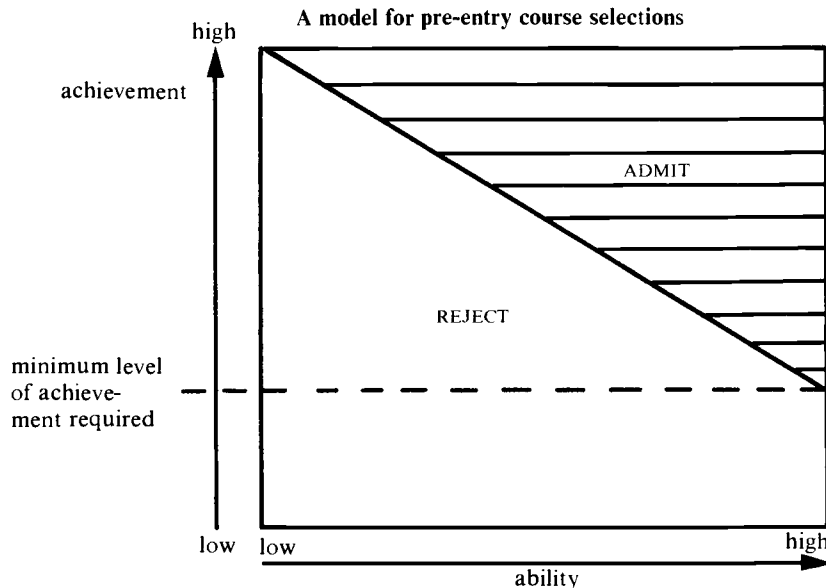 A model for pre-entry course selections
high
achievement
ADMIT
REJECT
minimum level
of achieve-
ment required
low
low
high
ability